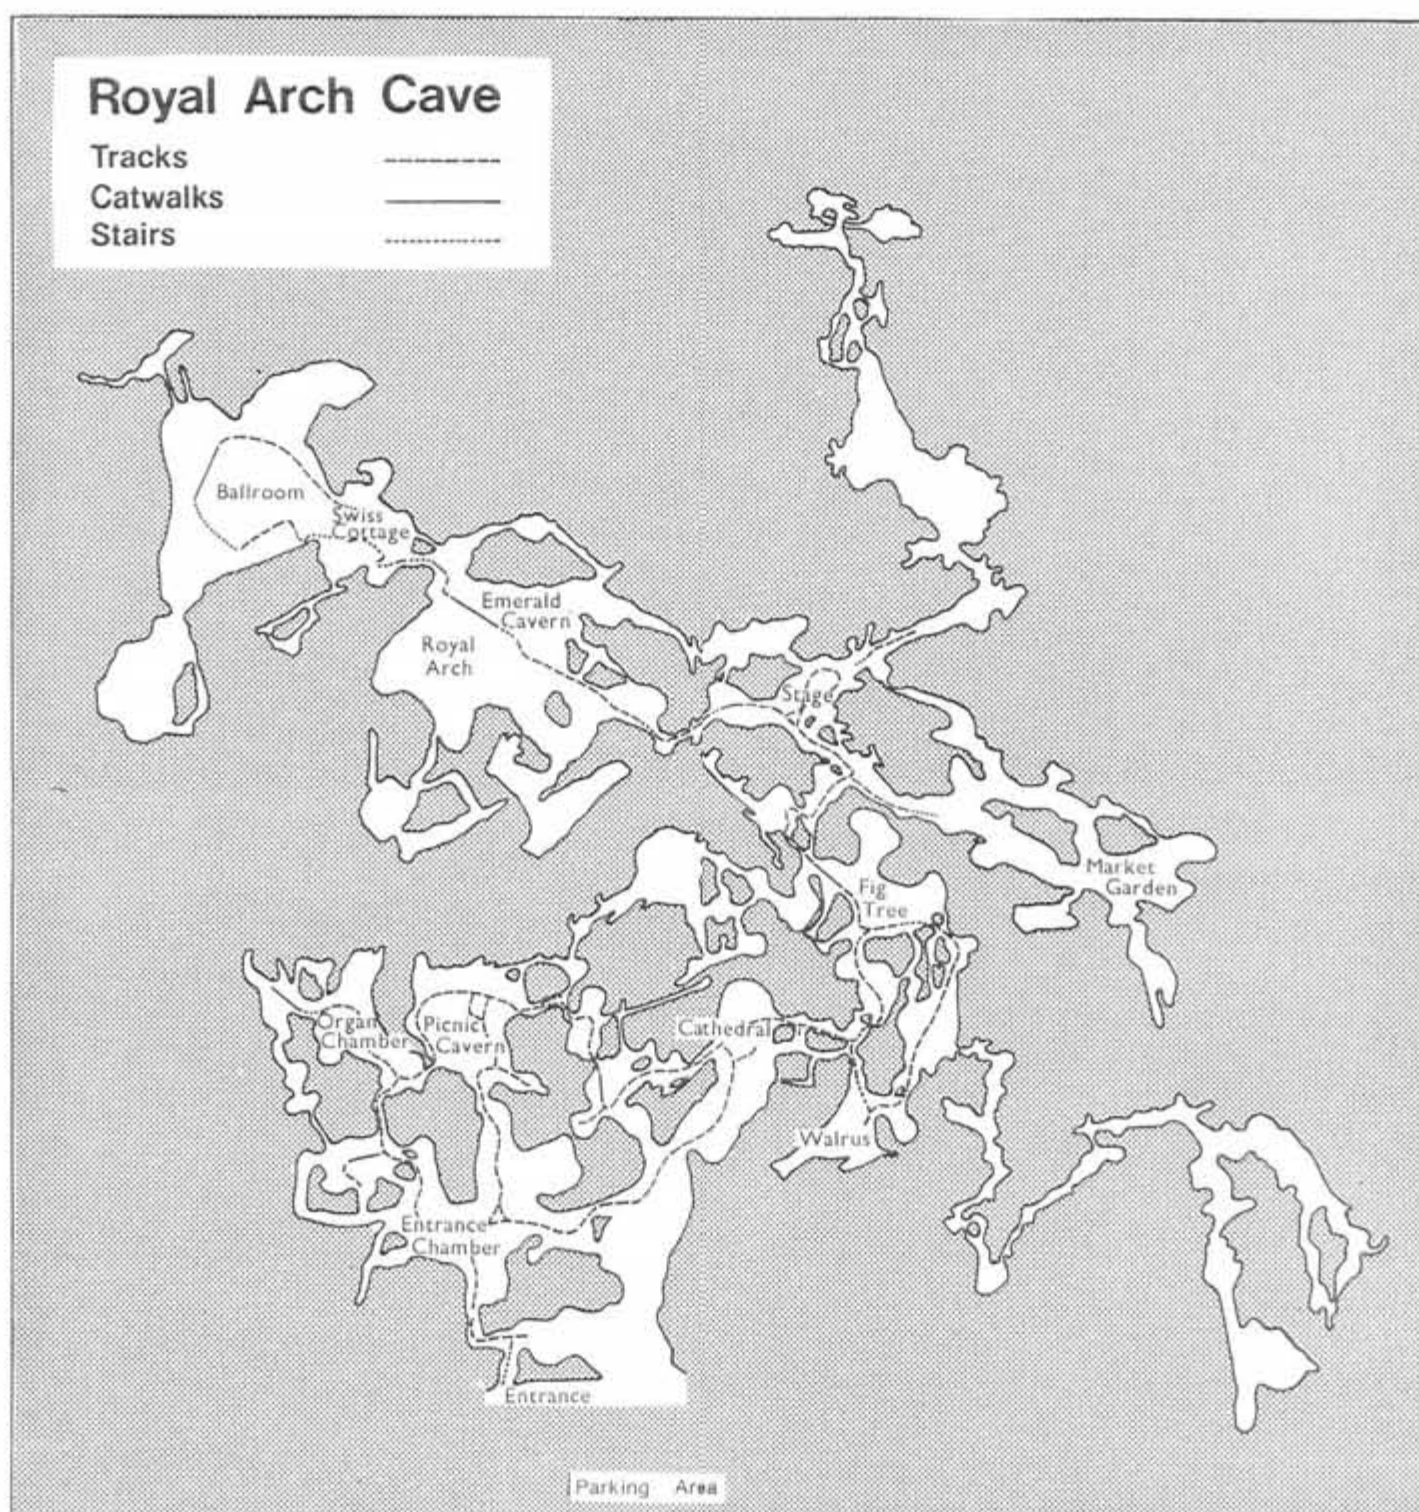 Royal Arch Cave
Tracks
Catwalks
Stairs
Ballroom
Swiss
Cottage
Emerald
Cavern
Royal
Arch
Stage
Market
Garden
Fig
Tree
Organ
Chamber
Picnic
Cavern
Cathedral
Walrus
Entrance
Chamber
Entrance
Parking Area